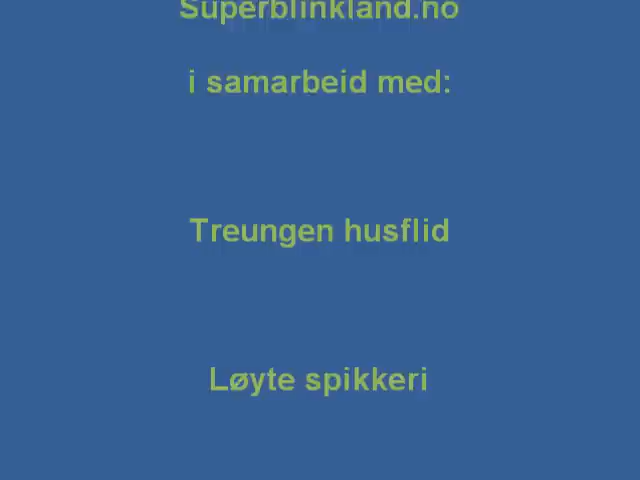 Superblinkland.no
i samarbeid med:
Treungen husflid
Løyte spikkeri